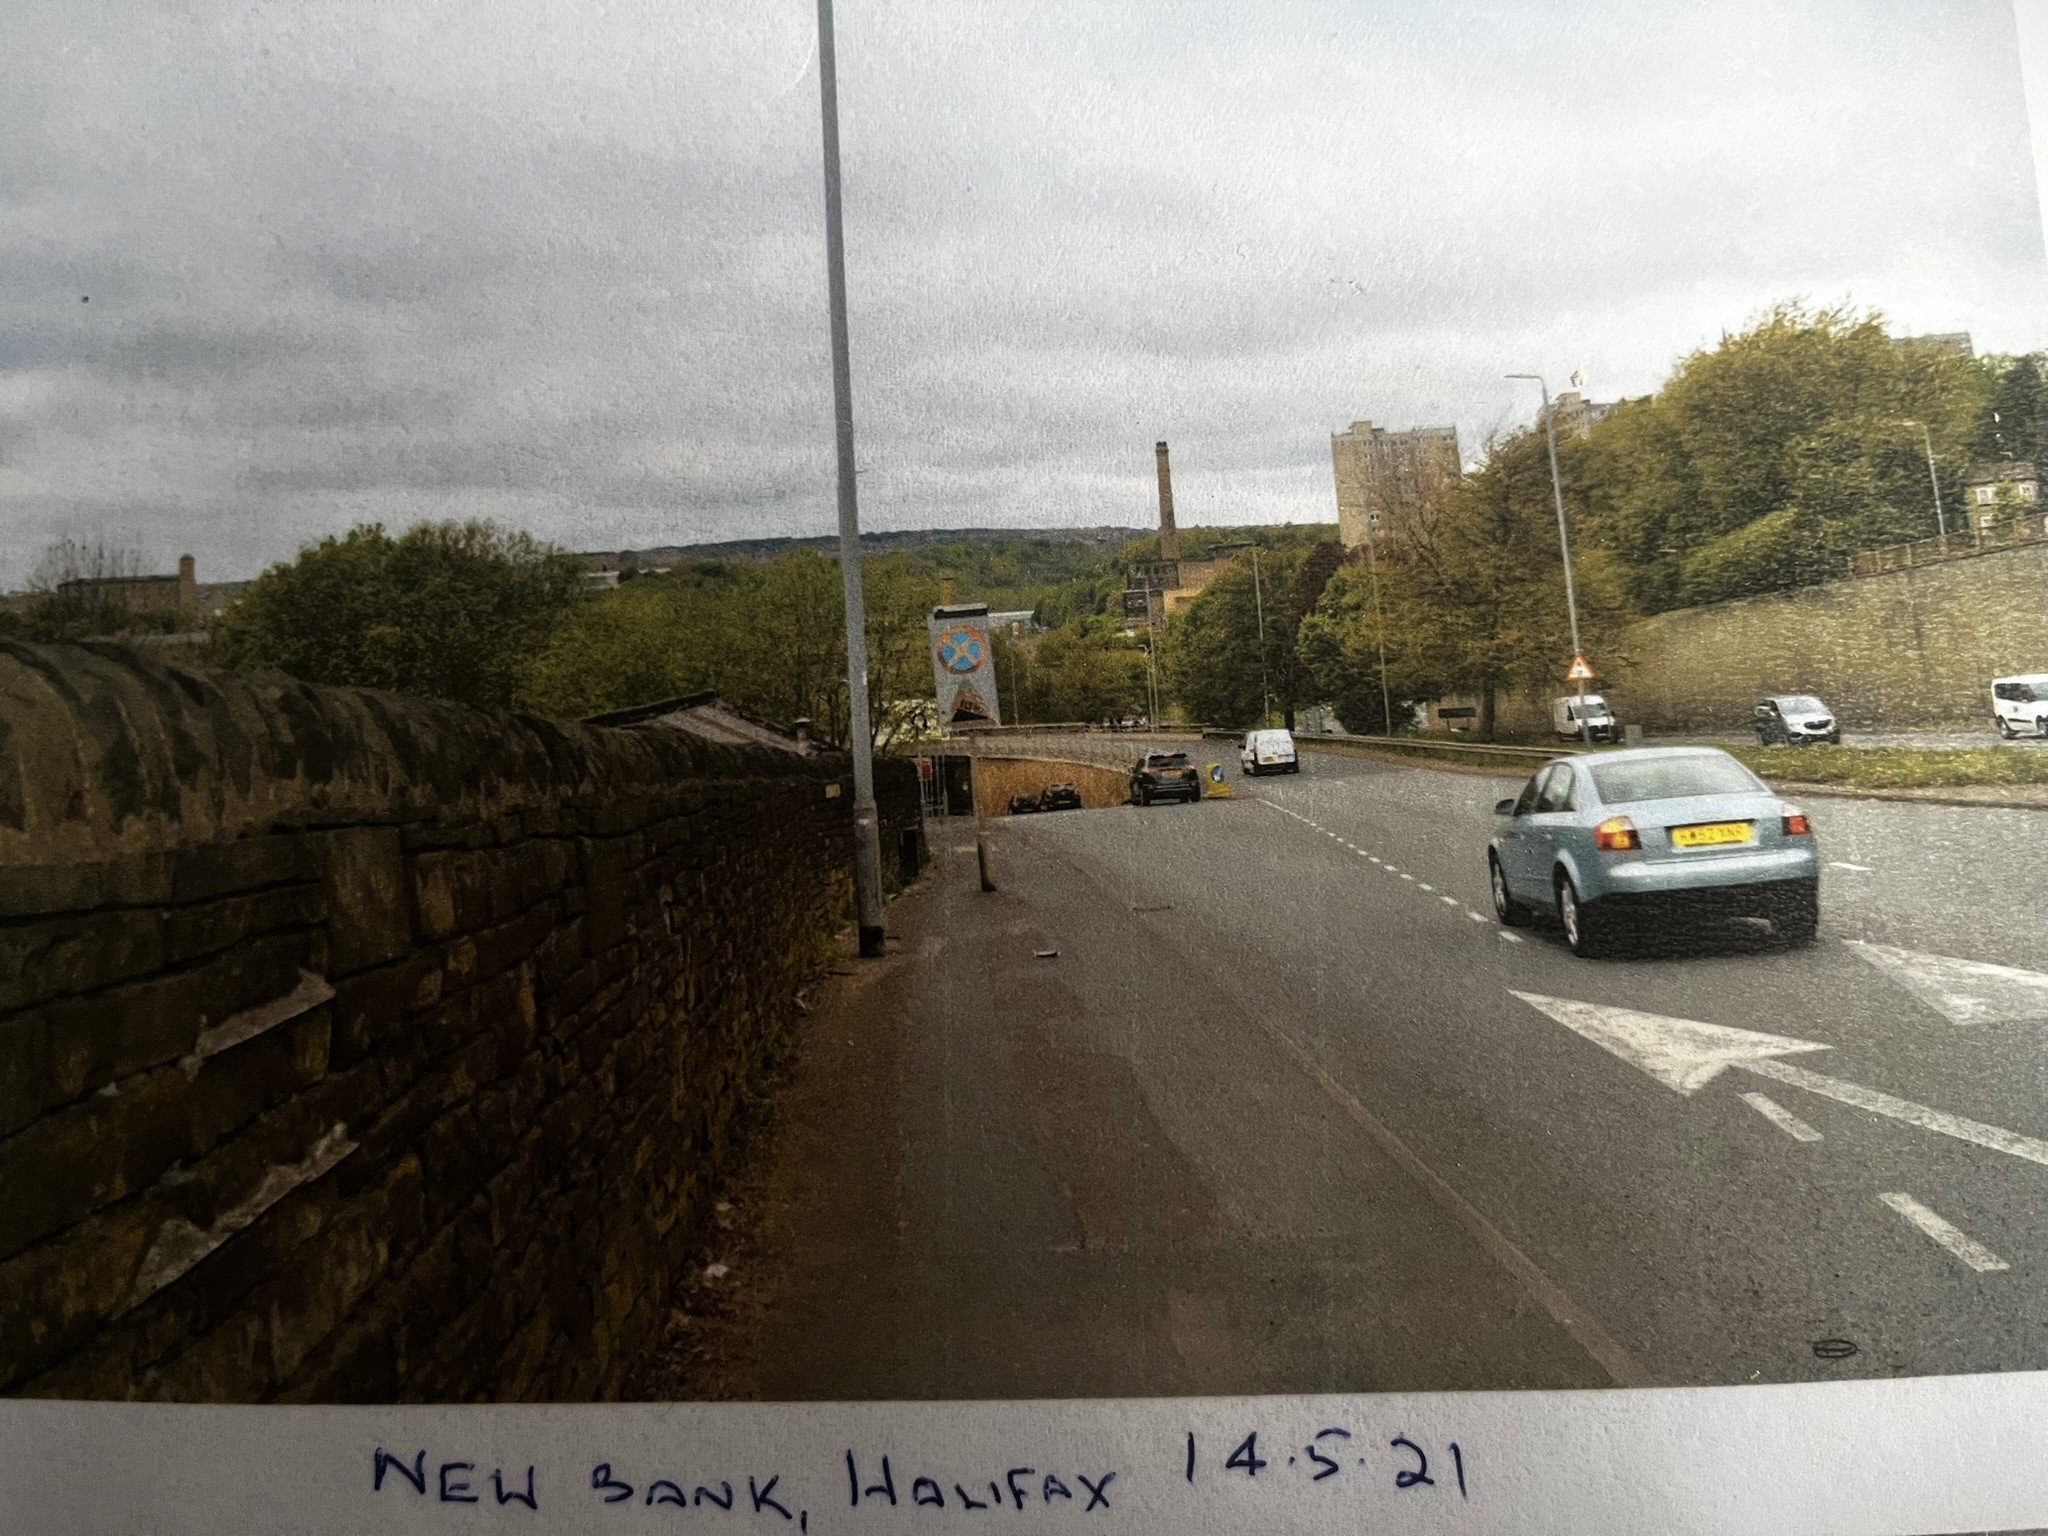 NEW BANK, HALIFAX 14.5.21